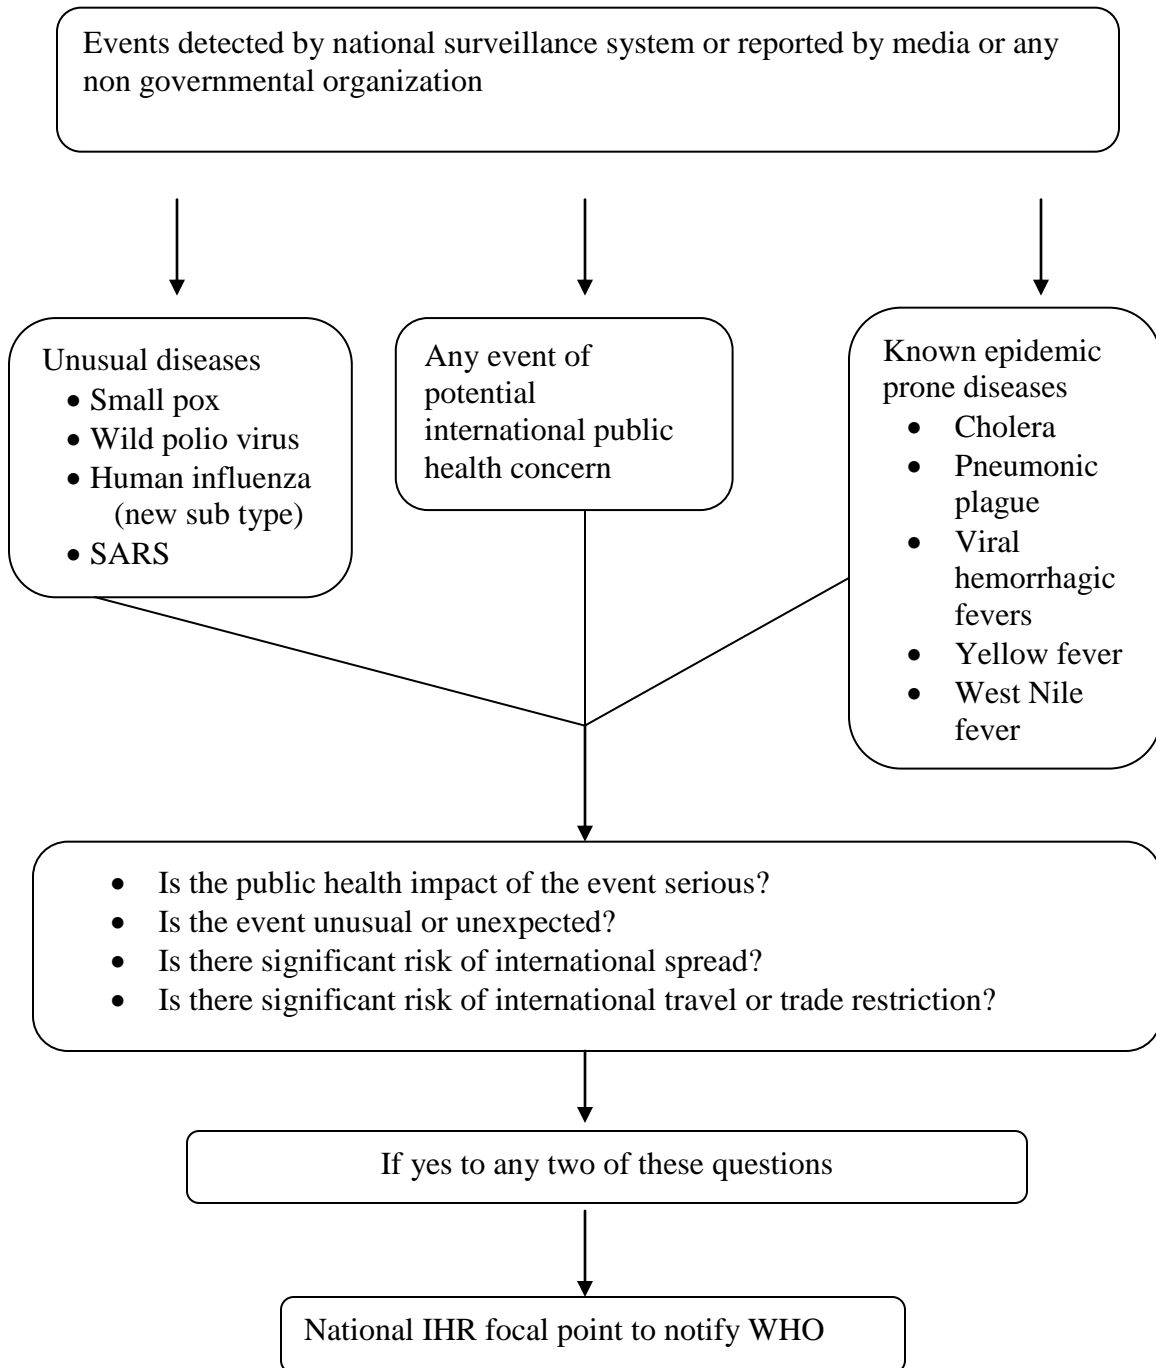 Events detected by national surveillance system or reported by media or any
non governmental organization
Unusual diseases
• Small pox
• Wild polio virus
• Human influenza
(new sub type)
• SARS
Any event of
potential
international public
health concern
Known epidemic
prone diseases
• Cholera
• Pneumonic
plague
• Viral
hemorrhagic
fevers
• Yellow fever
• West Nile
fever
• Is the public health impact of the event serious?
• Is the event unusual or unexpected?
• Is there significant risk of international spread?
• Is there significant risk of international travel or trade restriction?
If yes to any two of these questions
National IHR focal point to notify WHO